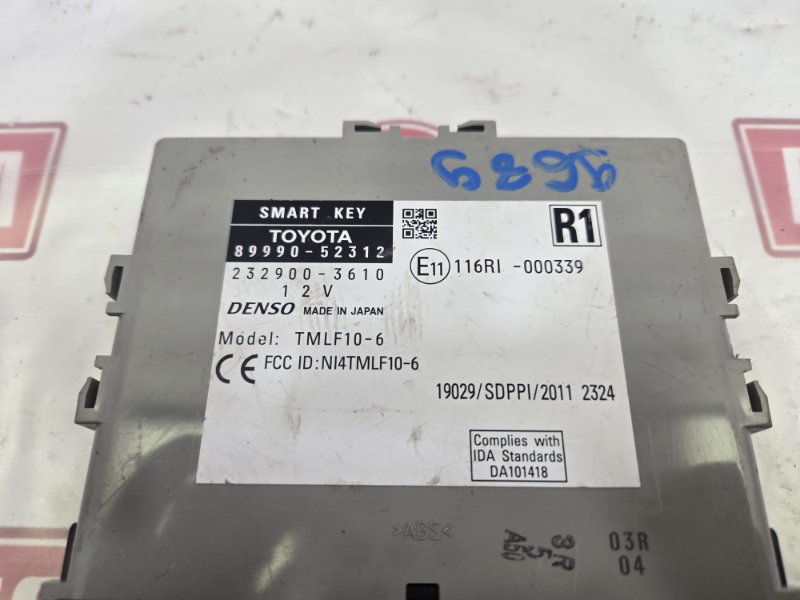 SMART KEY
TOYOTA
89990-52312
232900-3610
12V
DENSO MADE IN JAPAN
Model: TMLF10-6
CE FCC ID:NI4TMLF10-6
R1
E11 116RI -000339
19029/SDPPI/2011 2324
Complies with
IDA Standards
DA101418
>ABS<
03R
04